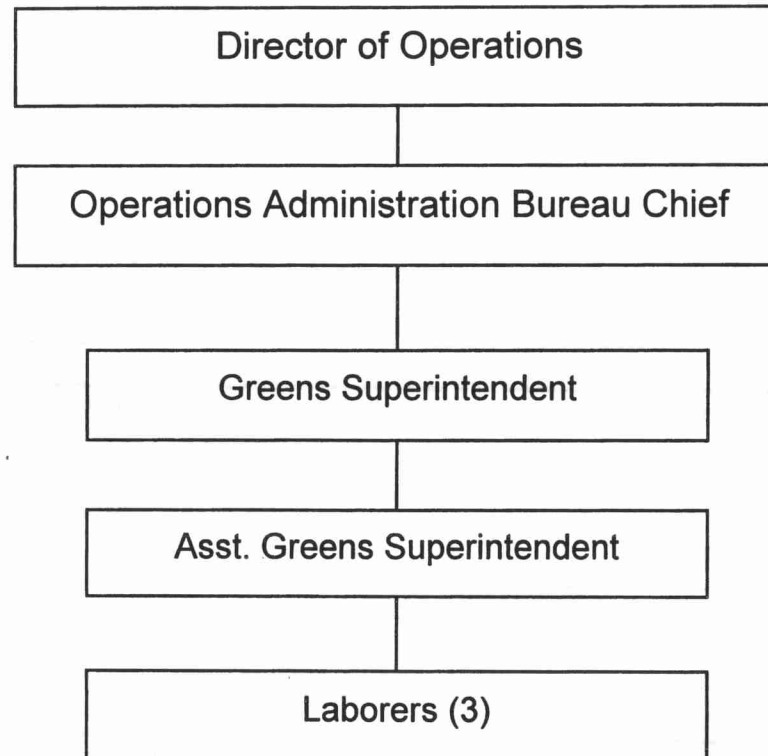 Director of Operations
Operations Administration Bureau Chief
Greens Superintendent
Asst. Greens Superintendent
Laborers (3)